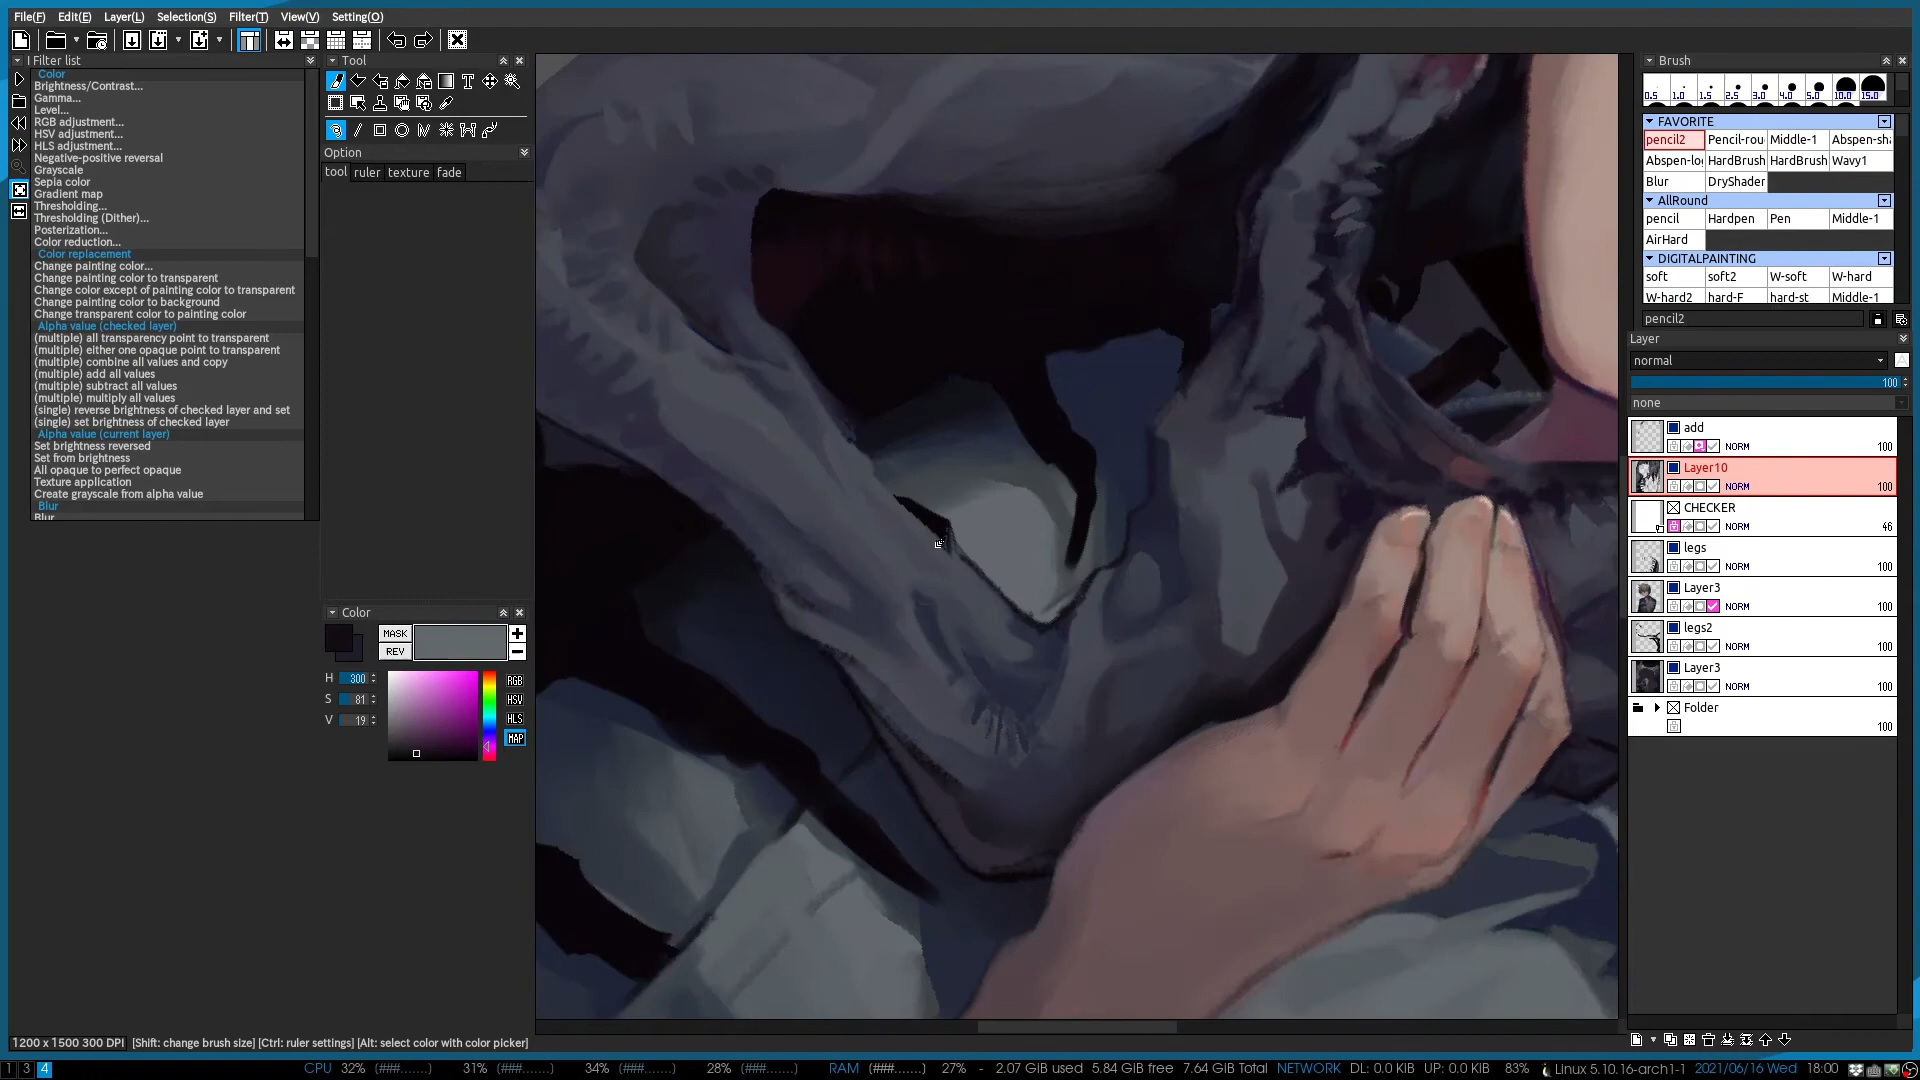 File(F) Edit(E) Layer(L) Selection(S) Filter(T) View(V) Setting(O)
Filter list
Color
Brightness/Contrast...
Gamma...
Level...
RGB adjustment...
HSV adjustment...
HLS adjustment...
Negative-positive reversal
Grayscale
Sepia color
Gradient map
Thresholding...
Thresholding (Dither)...
Posterization...
Color reduction...
Color replacement
Change painting color...
Change painting color to transparent
Change color except of painting color to transparent
Change painting color to background
Change transparent color to painting color
Alpha value (checked layer)
(multiple) all transparency point to transparent
(multiple) either one opaque point to transparent
(multiple) combine all values and copy
(multiple) add all values
(multiple) subtract all values
(multiple) multiply all values
(single) reverse brightness of checked layer and set
(single) set brightness of checked layer
Alpha value (current layer)
Set brightness reversed
Set from brightness
All opaque to perfect opaque
Texture application
Create grayscale from alpha value
Blur
Blur
Tool
Option
tool ruler texture fade
Color
MASK
REV
H 300
S 81
V 19
RGB
HSV
HLS
MAP
Brush
0.5 1.0 1.5 2.5 3.0 4.0 5.0 10.0 15.0
FAVORITE
pencil2 Pencil-rou Middle-1 Abspen-sha
Abspen-lo HardBrush HardBrush Wavy1
Blur DryShader
AllRound
pencil Hardpen Pen Middle-1
AirHard
DIGITALPAINTING
soft soft2 W-soft W-hard
W-hard2 hard-F hard-st Middle-1
pencil2
Layer
normal
100
none
add
NORM 100
Layer10
NORM 100
CHECKER
NORM 46
legs
NORM 100
Layer3
NORM 100
legs2
NORM 100
Layer3
NORM 100
Folder
100
1200 x 1500 300 DPI [Shift: change brush size] [Ctrl: ruler settings] [Alt: select color with color picker]
1 3 4 CPU 32% (###.......) 31% (###.......) 34% (###.......) 28% (###.......) RAM (###.......) 27% - 2.07 GIB used 5.84 GIB free 7.64 GIB Total NETWORK DL: 0.0 KIB UP: 0.0 KIB 83% Linux 5.10.16-arch1-1 2021/06/16 Wed 18:00